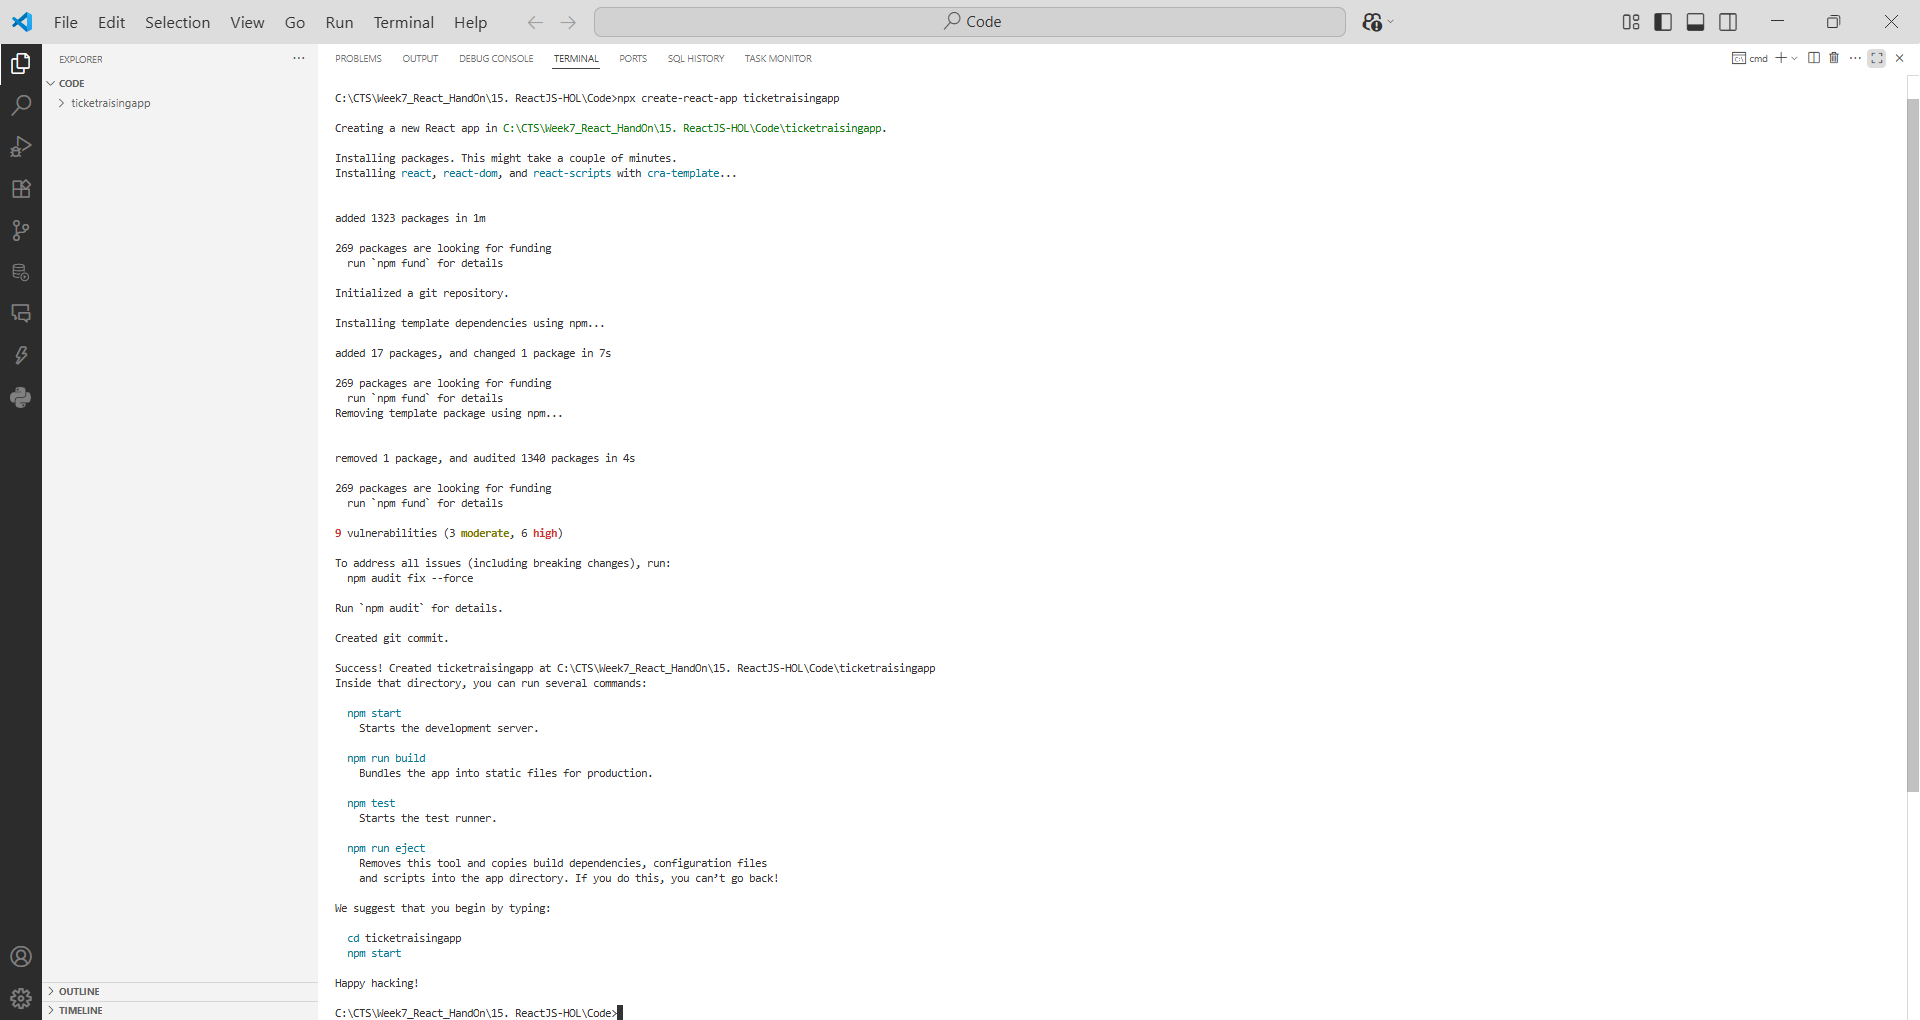 File Edit Selection View Go Run Terminal Help
Code
EXPLORER
CODE
ticketraisingapp
OUTLINE
TIMELINE
PROBLEMS OUTPUT DEBUG CONSOLE TERMINAL PORTS SQL HISTORY TASK MONITOR
cmd
C:\CTS\Week7_React_HandOn\15. ReactJS-HOL\Code>npx create-react-app ticketraisingapp
Creating a new React app in C:\CTS\Week7_React_HandOn\15. ReactJS-HOL\Code\ticketraisingapp.
Installing packages. This might take a couple of minutes.
Installing react, react-dom, and react-scripts with cra-template...
added 1323 packages in 1m
269 packages are looking for funding
run `npm fund` for details
Initialized a git repository.
Installing template dependencies using npm...
added 17 packages, and changed 1 package in 7s
269 packages are looking for funding
run `npm fund` for details
Removing template package using npm...
removed 1 package, and audited 1340 packages in 4s
269 packages are looking for funding
run `npm fund` for details
9 vulnerabilities (3 moderate, 6 high)
To address all issues (including breaking changes), run:
npm audit fix --force
Run `npm audit` for details.
Created git commit.
Success! Created ticketraisingapp at C:\CTS\Week7_React_HandOn\15. ReactJS-HOL\Code\ticketraisingapp
Inside that directory, you can run several commands:
npm start
Starts the development server.
npm run build
Bundles the app into static files for production.
npm test
Starts the test runner.
npm run eject
Removes this tool and copies build dependencies, configuration files
and scripts into the app directory. If you do this, you can’t go back!
We suggest that you begin by typing:
cd ticketraisingapp
npm start
Happy hacking!
C:\CTS\Week7_React_HandOn\15. ReactJS-HOL\Code>